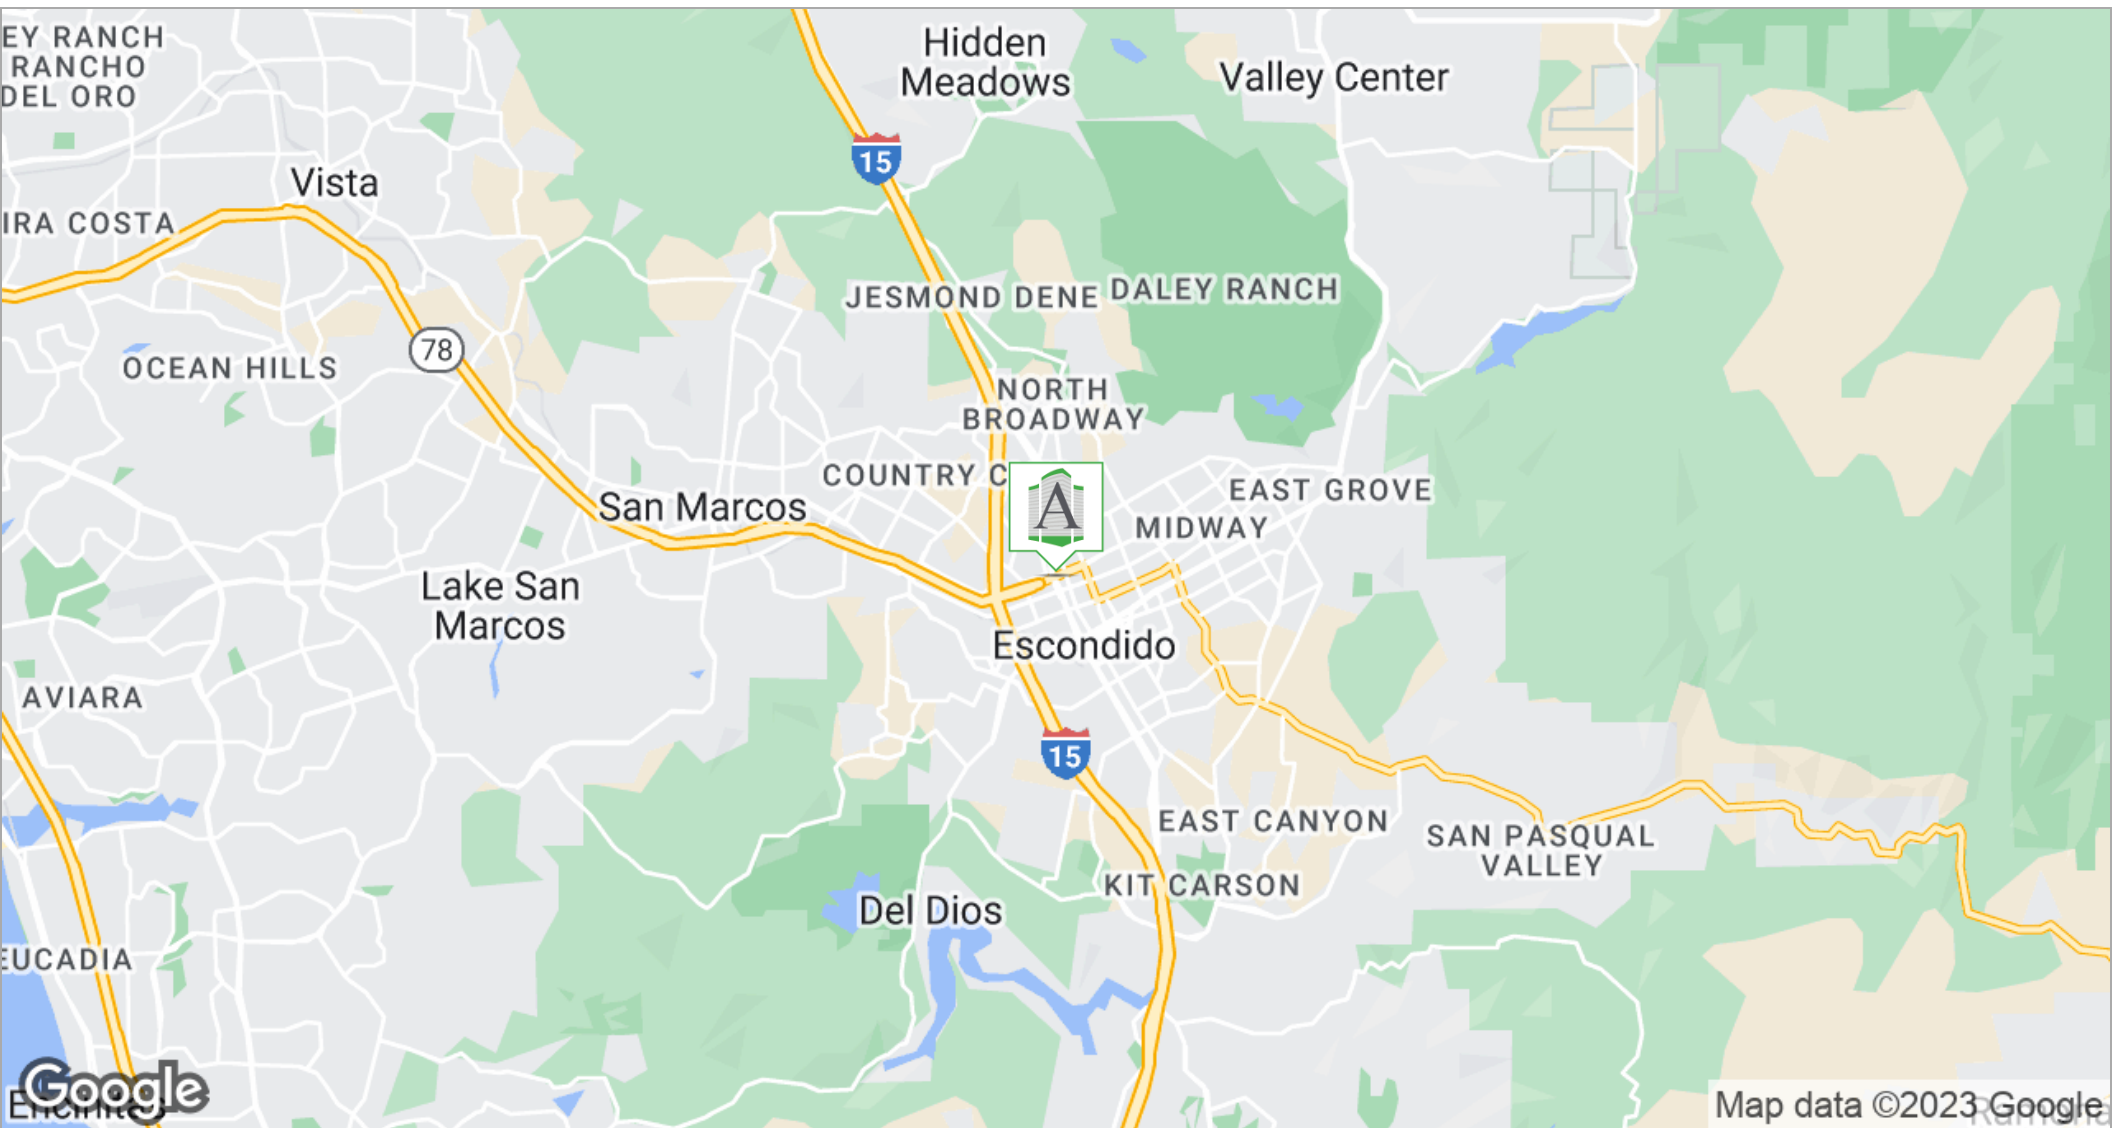 EY RANCH
RANCHO
DEL ORO
Hidden
Meadows
Valley Center
15
Vista
IRA COSTA
JESMOND DENE
DALEY RANCH
78
OCEAN HILLS
NORTH
BROADWAY
COUNTRY C
A
EAST GROVE
MIDWAY
San Marcos
Lake San
Marcos
Escondido
AVIARA
15
EAST CANYON
SAN PASQUAL
VALLEY
KIT CARSON
Del Dios
EUCADIA
Google
Encinitas
Map data ©2023 Google
Ramona